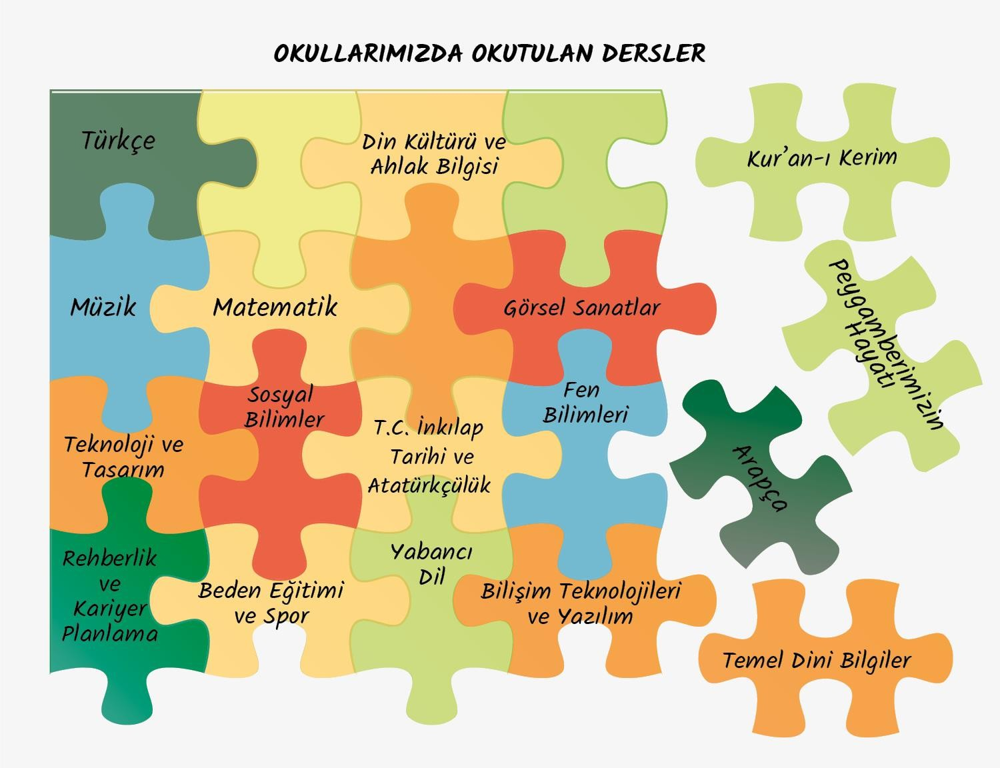 OKULLARIMIZDA OKUTULAN DERSLER
Türkçe
Din Kültürü ve
Ahlak Bilgisi
Kur’an-ı Kerim
Müzik
Matematik
Görsel Sanatlar
Peygamberimizin
Hayatı
Teknoloji ve
Tasarım
Sosyal
Bilimler
T.C. İnkılap
Tarihi ve
Atatürkçülük
Fen
Bilimleri
Arapça
Rehberlik
ve
Kariyer
Planlama
Beden Eğitimi
ve Spor
Yabancı
Dil
Bilişim Teknolojileri
ve Yazılım
Temel Dini Bilgiler